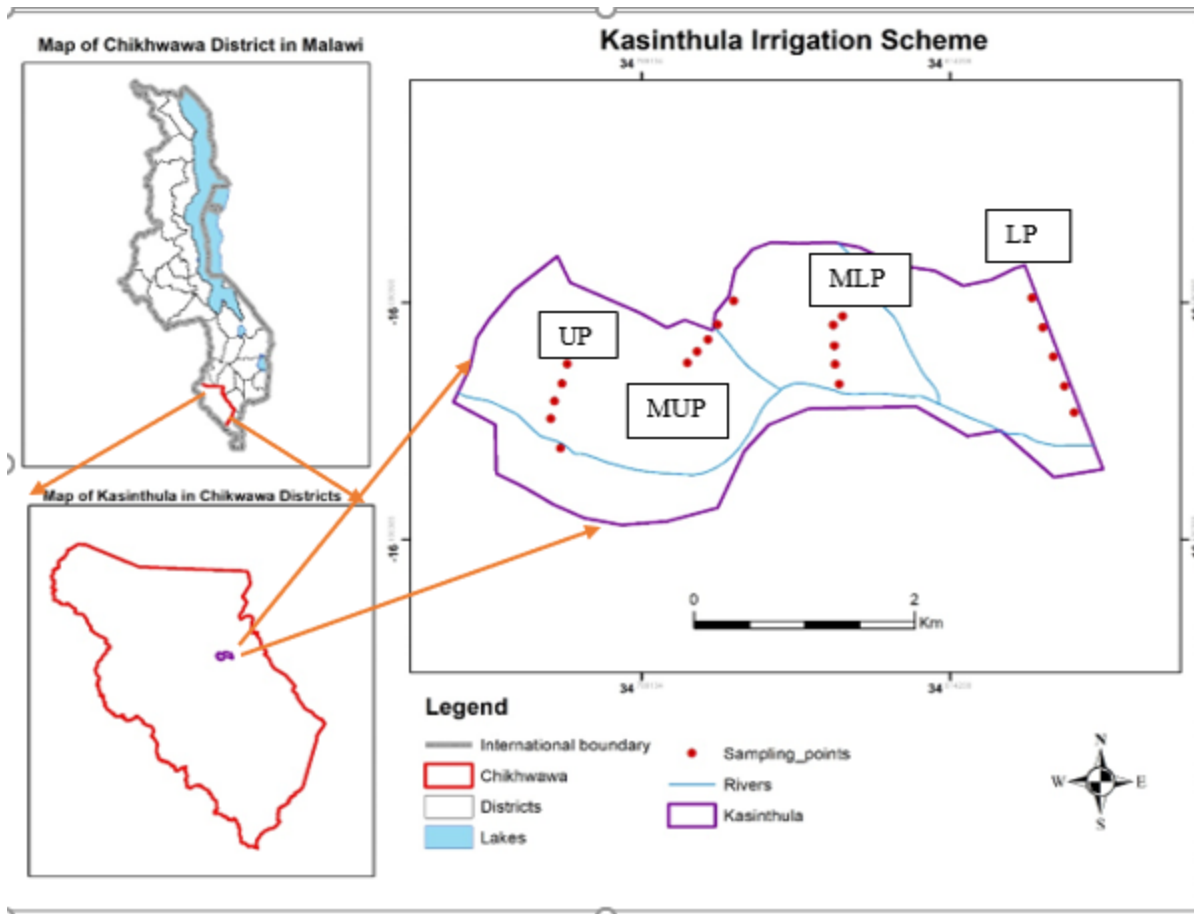 Map of Chikhwawa District in Malawi
Kasinthula Irrigation Scheme
34
34
LP
MLP
UP
MUP
-16
-16
Map of Kasinthula in Chikwawa Districts
0 2
Km
34
34
Legend
International boundary
Chikhwawa
Districts
Lakes
Sampling_points
Rivers
Kasinthula
N
W E
S